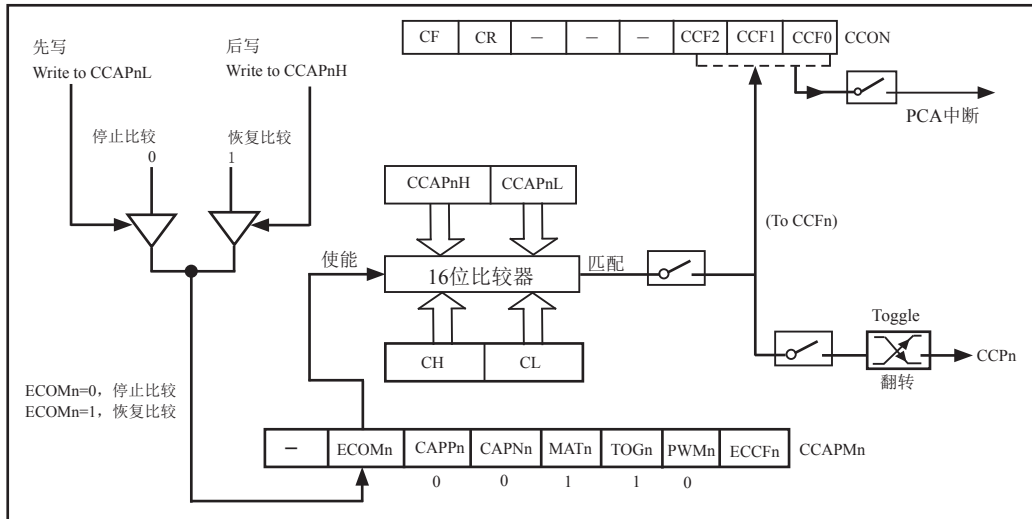 CF CR － － － CCF2 CCF1 CCF0 CCON
先写
Write to CCAPnL
后写
Write to CCAPnH
PCA中断
停止比较
0
恢复比较
1
CCAPnH CCAPnL
(To CCFn)
使能
16位比较器
匹配
CH CL
Toggle
CCPn
翻转
ECOMn=0，停止比较
ECOMn=1，恢复比较
－ ECOMn CAPPn CAPNn MATn TOGn PWMn ECCFn CCAPMn
0 0 1 1 0